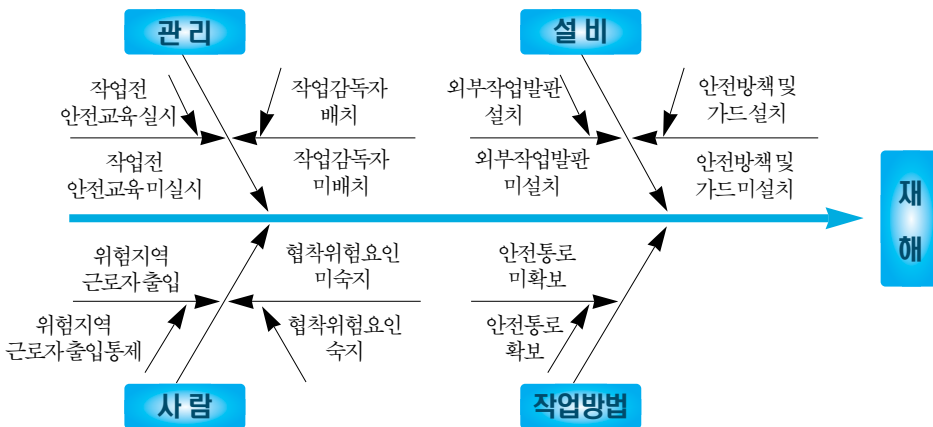 관리
설비
작업전
안전교육 실시
작업감독자
배치
외부작업발판
설치
안전방책 및
가드 설치
작업전
안전교육 미실시
작업감독자
미배치
외부작업발판
미설치
안전방책 및
가드 미설치
재
해
위험지역
근로자 출입
협착위험요인
미숙지
안전통로
미확보
위험지역
근로자 출입통제
협착위험요인
숙지
안전통로
확보
사람
작업방법